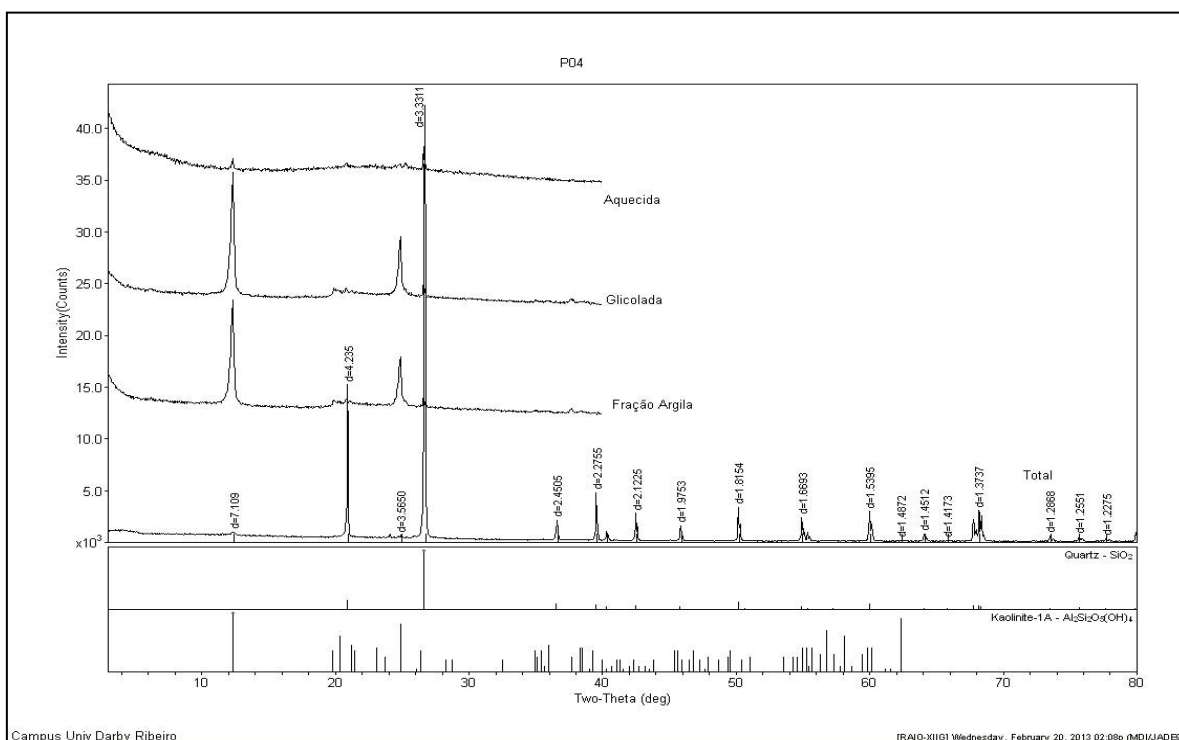 P04
Intensity(Counts)
40.0
35.0
30.0
25.0
20.0
15.0
10.0
5.0
x10³
Aquecida
Glicolada
Fração Argila
Total
d=7.109
d=4.235
d=3.5650
d=3.3311
d=2.4505
d=2.2755
d=2.1225
d=1.9753
d=1.8154
d=1.6693
d=1.5395
d=1.4872
d=1.4512
d=1.4173
d=1.3737
d=1.2868
d=1.2551
d=1.2275
Quartz - SiO₂
Kaolinite-1A - Al₂Si₂O₅(OH)₄
10 20 30 40 50 60 70 80
Two-Theta (deg)
Campus Univ Darby Ribeiro
[RAIO-XIIG] Wednesday, February 20, 2013 02:08p (MDI/JADE9